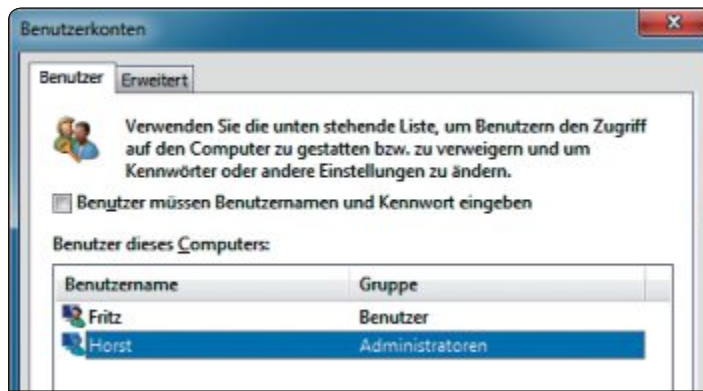 Benutzerkonten
Benutzer Erweitert
Verwenden Sie die unten stehende Liste, um Benutzern den Zugriff
auf den Computer zu gestatten bzw. zu verweigern und um
Kennwörter oder andere Einstellungen zu ändern.
Benutzer müssen Benutzernamen und Kennwort eingeben
Benutzer dieses Computers:
Benutzername Gruppe
Fritz Benutzer
Horst Administratoren